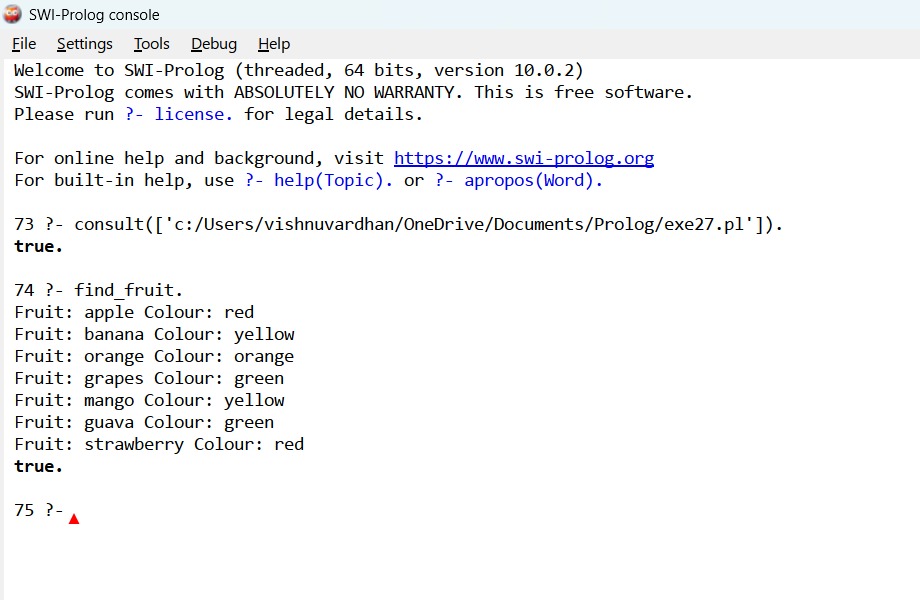 SWI-Prolog console
File Settings Tools Debug Help
Welcome to SWI-Prolog (threaded, 64 bits, version 10.0.2)
SWI-Prolog comes with ABSOLUTELY NO WARRANTY. This is free software.
Please run ?- license. for legal details.
For online help and background, visit https://www.swi-prolog.org
For built-in help, use ?- help(Topic). or ?- apropos(Word).
73 ?- consult(['c:/Users/vishnuvardhan/OneDrive/Documents/Prolog/exe27.pl']).
true.
74 ?- find_fruit.
Fruit: apple Colour: red
Fruit: banana Colour: yellow
Fruit: orange Colour: orange
Fruit: grapes Colour: green
Fruit: mango Colour: yellow
Fruit: guava Colour: green
Fruit: strawberry Colour: red
true.
75 ?-